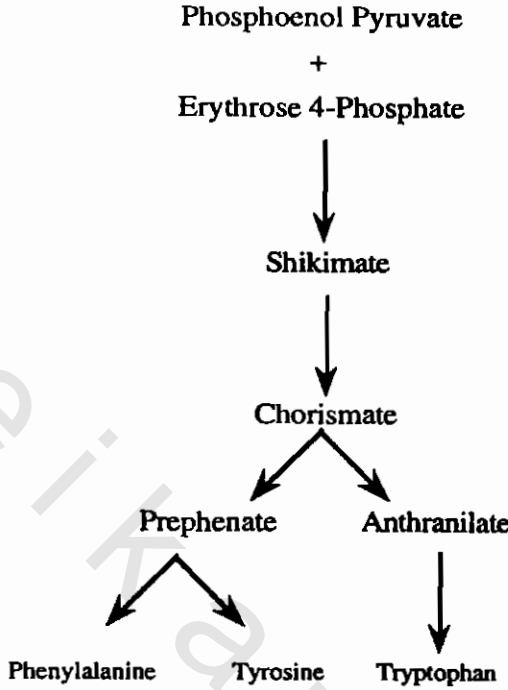 Phosphoenol Pyruvate
+
Erythrose 4-Phosphate
Shikimate
Chorismate
Prephenate Anthranilate
Phenylalanine Tyrosine Tryptophan